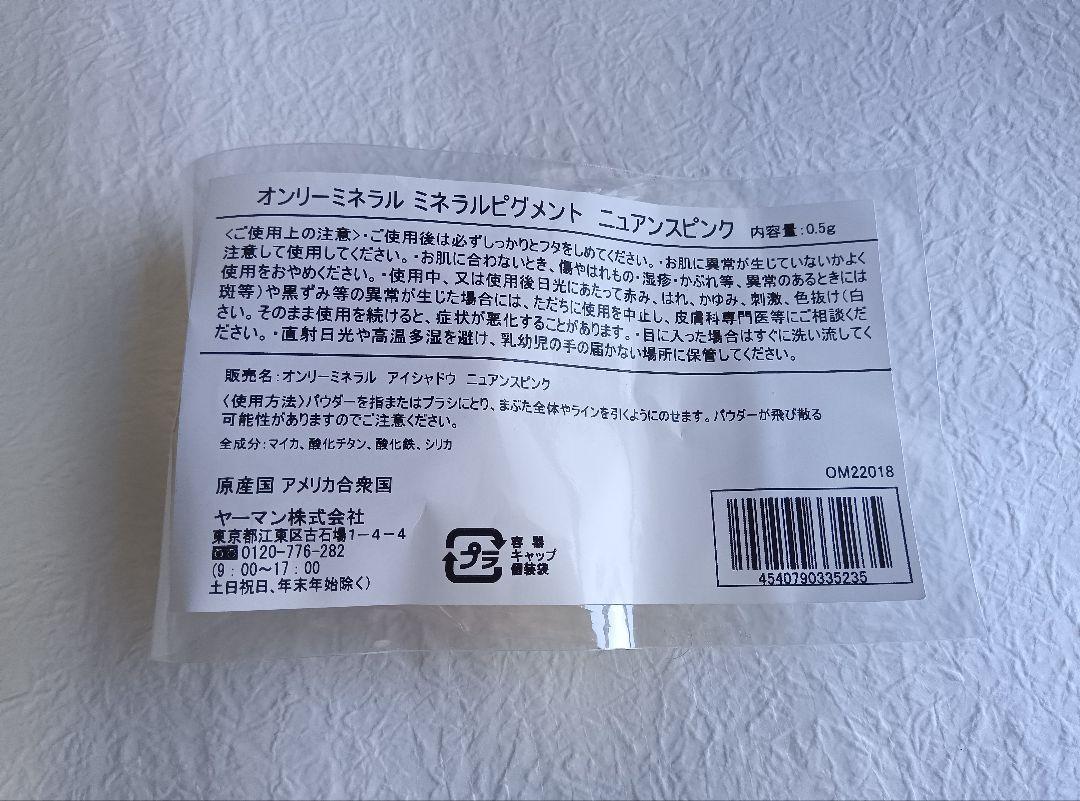 オンリーミネラル ミネラルピグメント ニュアンスピンク 内容量:0.5g
〈ご使用上の注意〉・ご使用後は必ずしっかりとフタをしめてください。・お肌に異常が生じていないかよく
注意して使用してください。・お肌に合わないとき、傷やはれもの・湿疹・かぶれ等、異常のあるときには
使用をおやめください。・使用中、又は使用後日光にあたって赤み、はれ、かゆみ、刺激、色抜け(白
斑等)や黒ずみ等の異常が生じた場合には、ただちに使用を中止し、皮膚科専門医等にご相談くだ
さい。そのまま使用を続けると、症状が悪化することがあります。・目に入った場合はすぐに洗い流してく
ださい。・直射日光や高温多湿を避け、乳幼児の手の届かない場所に保管してください。
販売名:オンリーミネラル アイシャドウ ニュアンスピンク
〈使用方法〉パウダーを指またはブラシにとり、まぶた全体やラインを引くようにのせます。パウダーが飛び散る
可能性がありますのでご注意ください。
全成分:マイカ、酸化チタン、酸化鉄、シリカ
OM22018
原産国 アメリカ合衆国
ヤーマン株式会社
東京都江東区古石場1-4-4
0120-776-282
(9:00~17:00
土日祝日、年末年始除く)
プラ
容 器
キャップ
個装袋
4540790335235